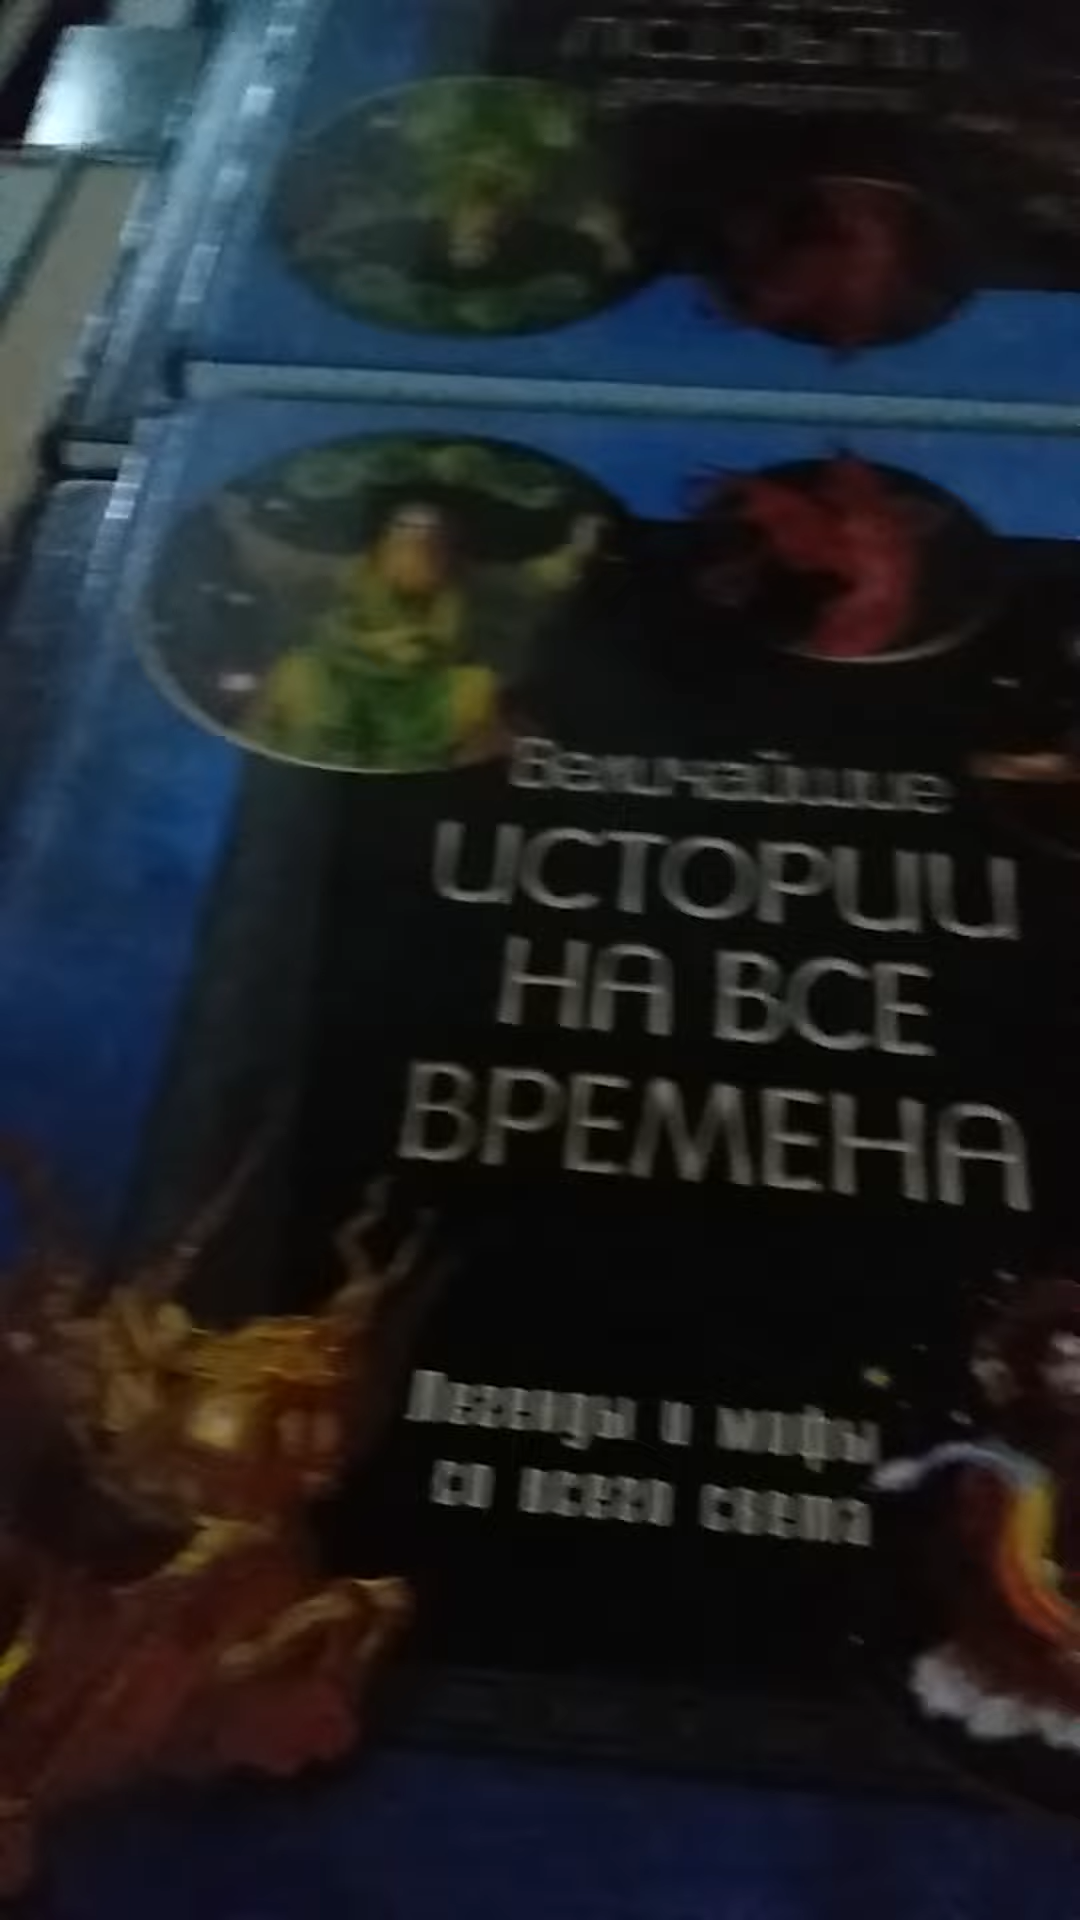 Величайшие
ИСТОРИИ
НА ВСЕ
ВРЕМЕНА
Легенды и мифы
со всего света